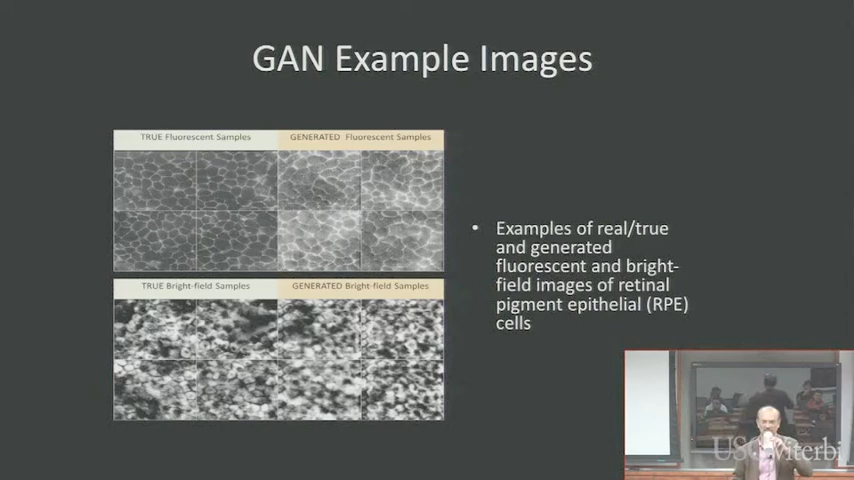 GAN Example Images
TRUE Fluorescent Samples
GENERATED Fluorescent Samples
TRUE Bright-field Samples
GENERATED Bright-field Samples
• Examples of real/true
and generated
fluorescent and bright-
field images of retinal
pigment epithelial (RPE)
cells
USC Viterbi